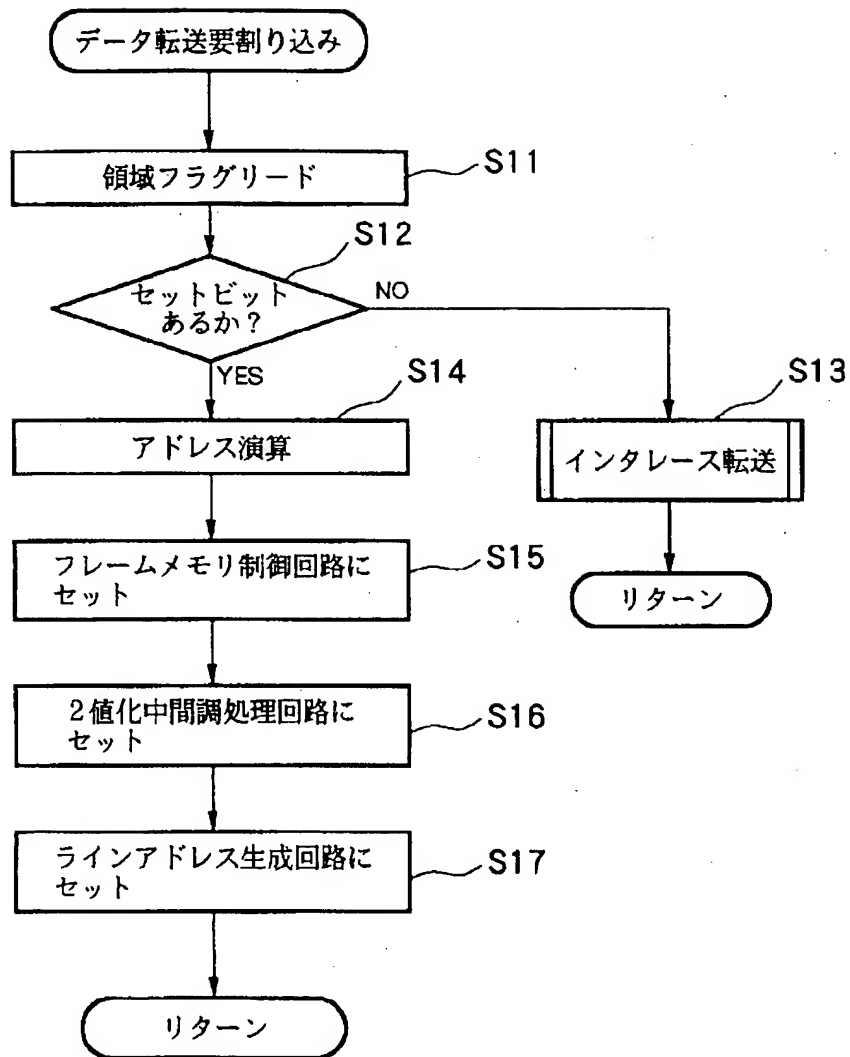 データ転送要割り込み
領域フラグリード
S11
S12
セットビット
あるか?
NO
YES
S14
アドレス演算
S13
インタレース転送
フレームメモリ制御回路に
セット
S15
リターン
2値化中間調処理回路に
セット
S16
ラインアドレス生成回路に
セット
S17
リターン